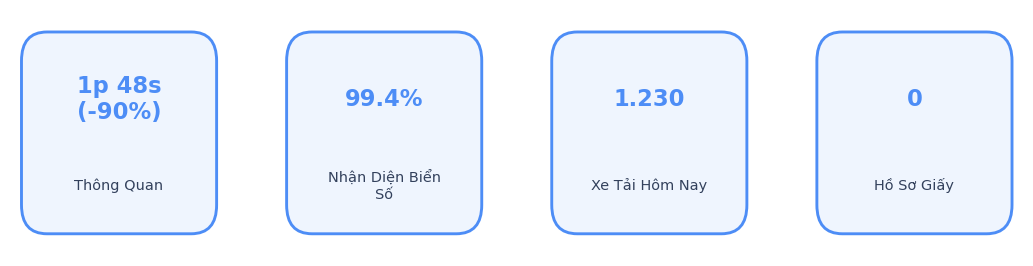 1p 48s
(-90%)
Thông Quan
99.4%
Nhận Diện Biển
Số
1.230
Xe Tải Hôm Nay
0
Hồ Sơ Giấy